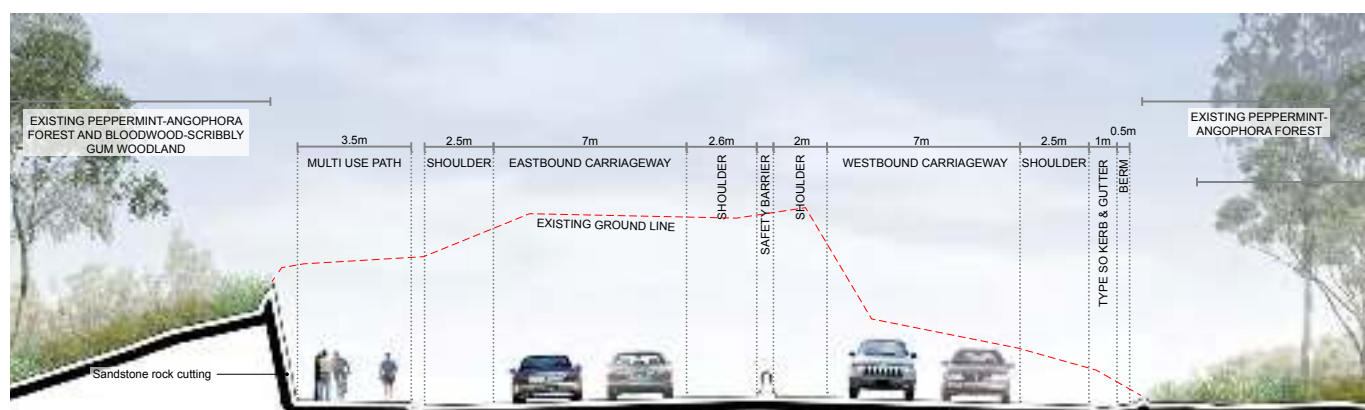 EXISTING PEPPERMINT-ANGOPHORA
FOREST AND BLOODWOOD-SCRIBBLY
GUM WOODLAND
3.5m
MULTI USE PATH
2.5m
SHOULDER
7m
EASTBOUND CARRIAGEWAY
2.6m
SHOULDER
SAFETY BARRIER
2m
SHOULDER
7m
WESTBOUND CARRIAGEWAY
2.5m
SHOULDER
1m
TYPE SO KERB & GUTTER
0.5m
BERM
EXISTING PEPPERMINT-
ANGOPHORA FOREST
EXISTING GROUND LINE
Sandstone rock cutting